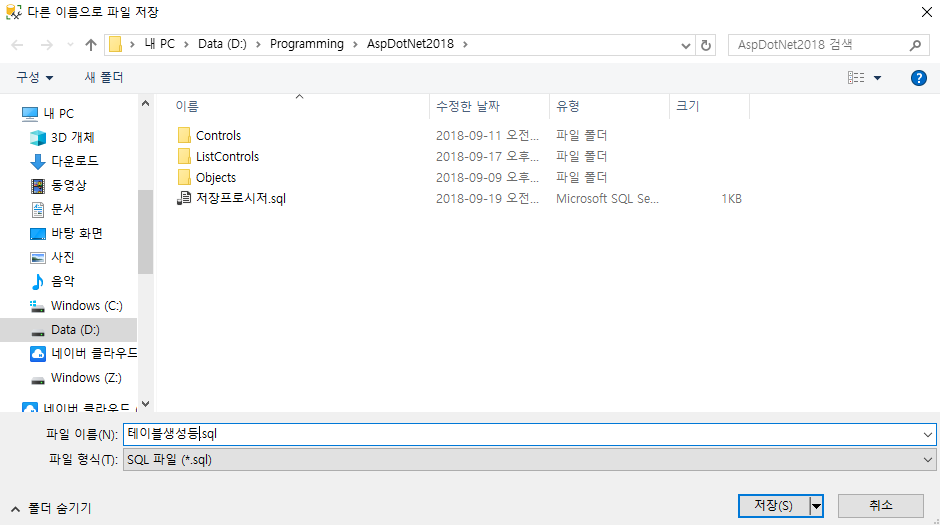 다른 이름으로 파일 저장
내 PC > Data (D:) > Programming > AspDotNet2018 >
AspDotNet2018 검색
구성
새 폴더
내 PC
3D 개체
다운로드
동영상
문서
바탕 화면
사진
음악
Windows (C:)
Data (D:)
네이버 클라우드
Windows (Z:)
네이버 클라우드 (
이름 수정한 날짜 유형 크기
Controls 2018-09-11 오전... 파일 폴더
ListControls 2018-09-17 오후... 파일 폴더
Objects 2018-09-09 오후... 파일 폴더
저장프로시저.sql 2018-09-19 오전... Microsoft SQL Se... 1KB
파일 이름(N): 테이블생성등.sql
파일 형식(T): SQL 파일 (*.sql)
폴더 숨기기
저장(S)
취소